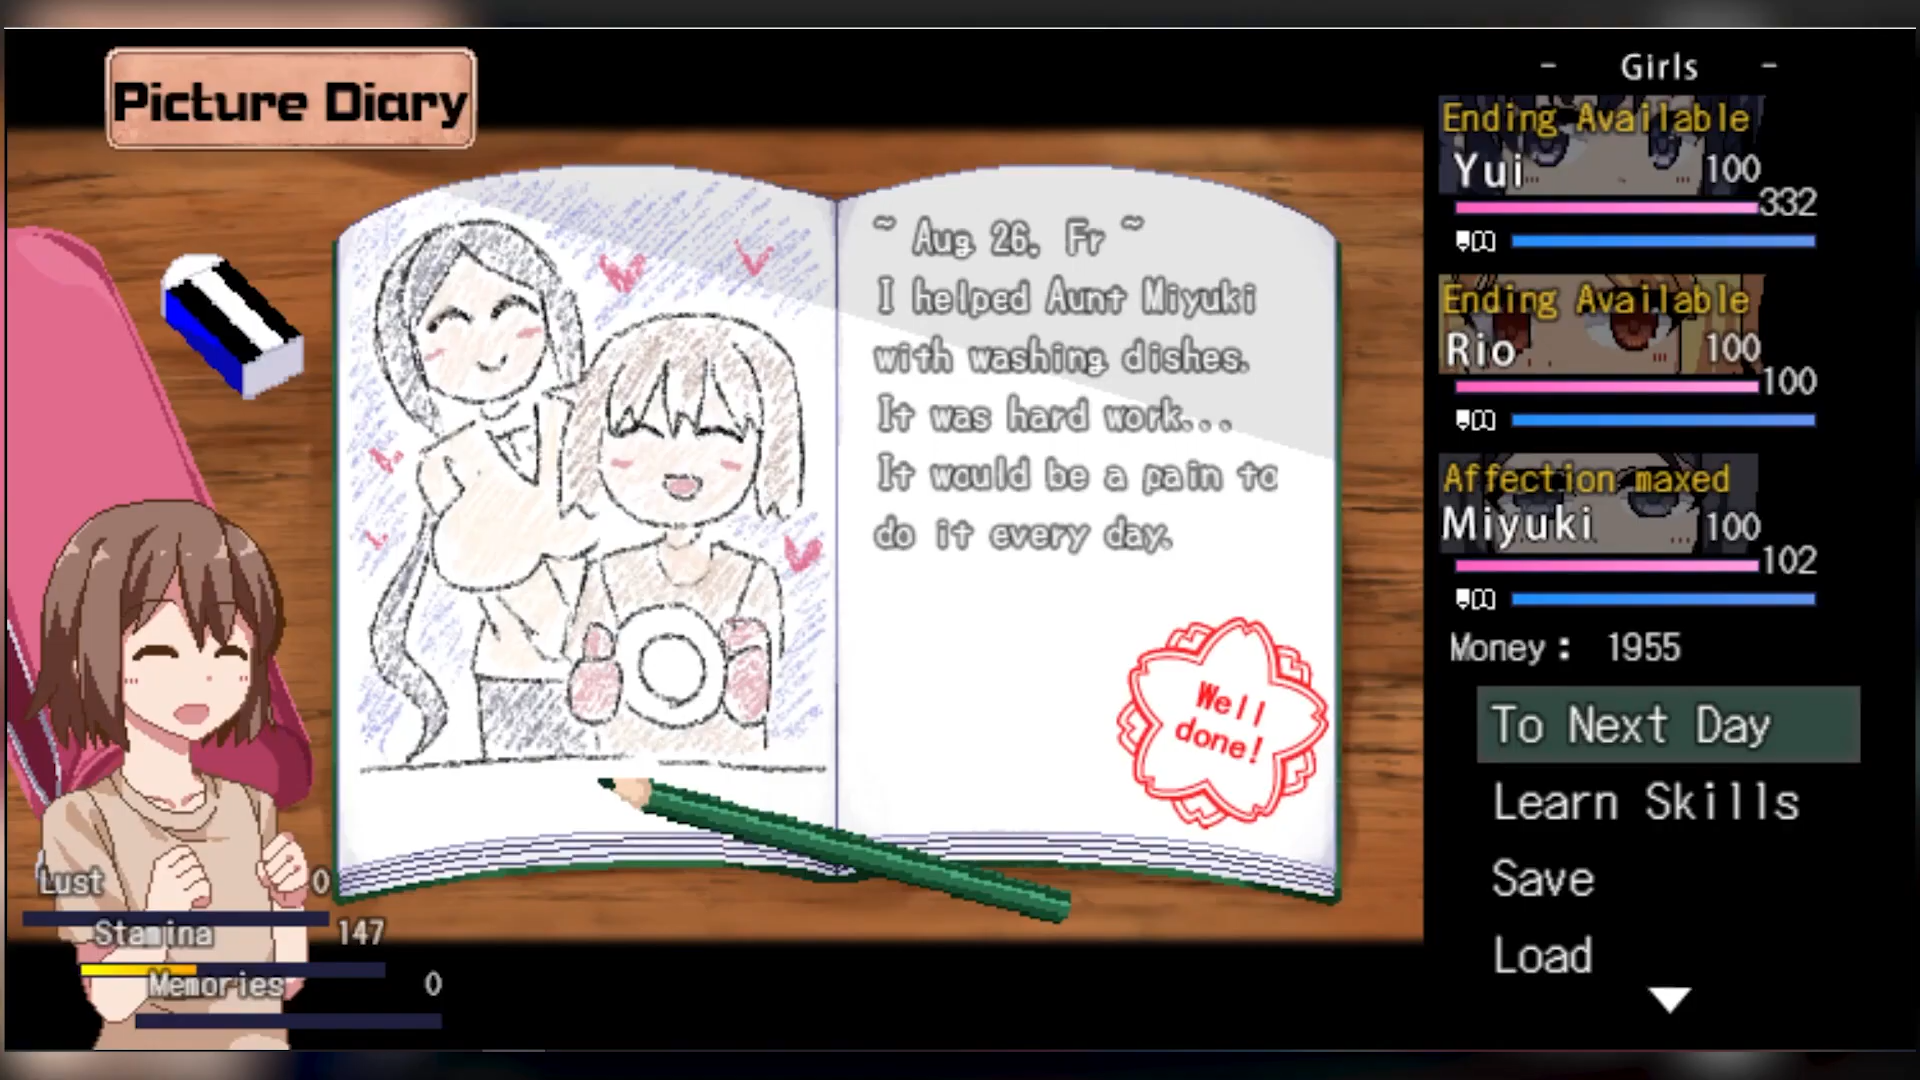 Picture Diary
~ Aug 26. Fr ~
I helped Aunt Miyuki
with washing dishes.
It was hard work...
It would be a pain to
do it every day.
Well
done!
Lust 0
Stamina 147
Memories 0
- Girls -
Ending Available
Yui 100
332
Ending Available
Rio 100
100
Affection maxed
Miyuki 100
102
Money: 1955
To Next Day
Learn Skills
Save
Load